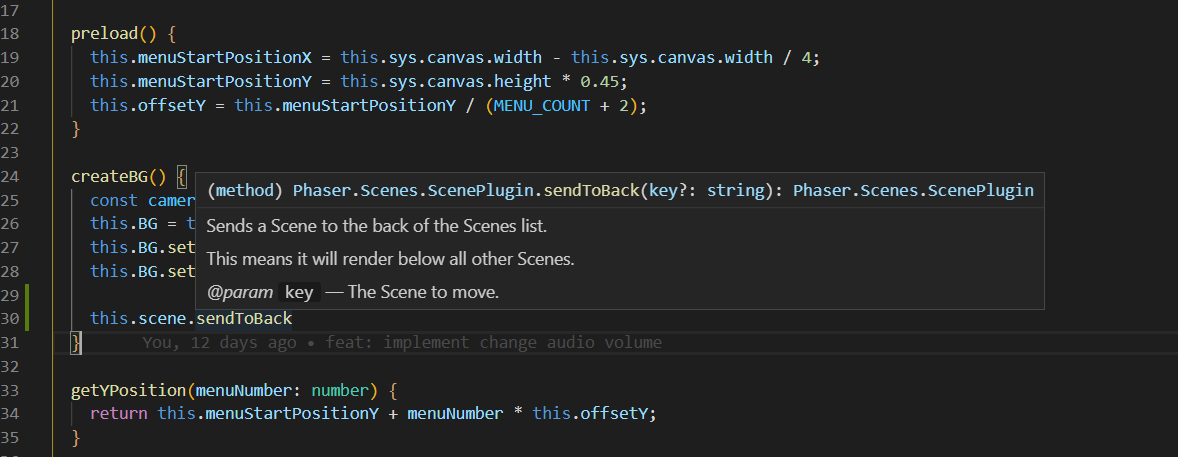 17
18 preload() {
19 this.menuStartPositionX = this.sys.canvas.width - this.sys.canvas.width / 4;
20 this.menuStartPositionY = this.sys.canvas.height * 0.45;
21 this.offsetY = this.menuStartPositionY / (MENU_COUNT + 2);
22 }
23
24 createBG() {
(method) Phaser.Scenes.ScenePlugin.sendToBack(key?: string): Phaser.Scenes.ScenePlugin
Sends a Scene to the back of the Scenes list.
This means it will render below all other Scenes.
@param key — The Scene to move.
25 const camer
26 this.BG = t
27 this.BG.set
28 this.BG.set
29
30 this.scene.sendToBack
31 } You, 12 days ago • feat: implement change audio volume
32
33 getYPosition(menuNumber: number) {
34 return this.menuStartPositionY + menuNumber * this.offsetY;
35 }